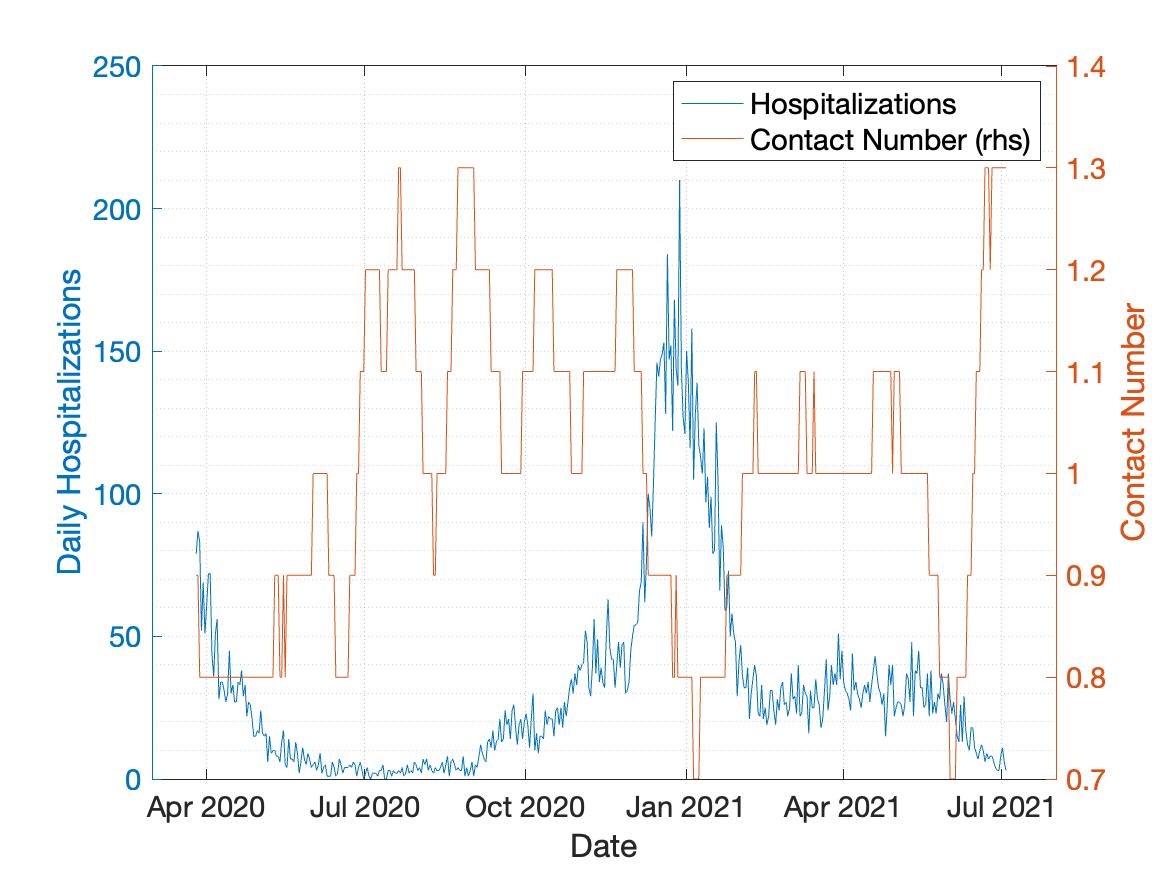 250
200
150
100
50
0
Daily Hospitalizations
1.4
1.3
1.2
1.1
1
0.9
0.8
0.7
Contact Number
Hospitalizations
Contact Number (rhs)
Apr 2020 Jul 2020 Oct 2020 Jan 2021 Apr 2021 Jul 2021
Date